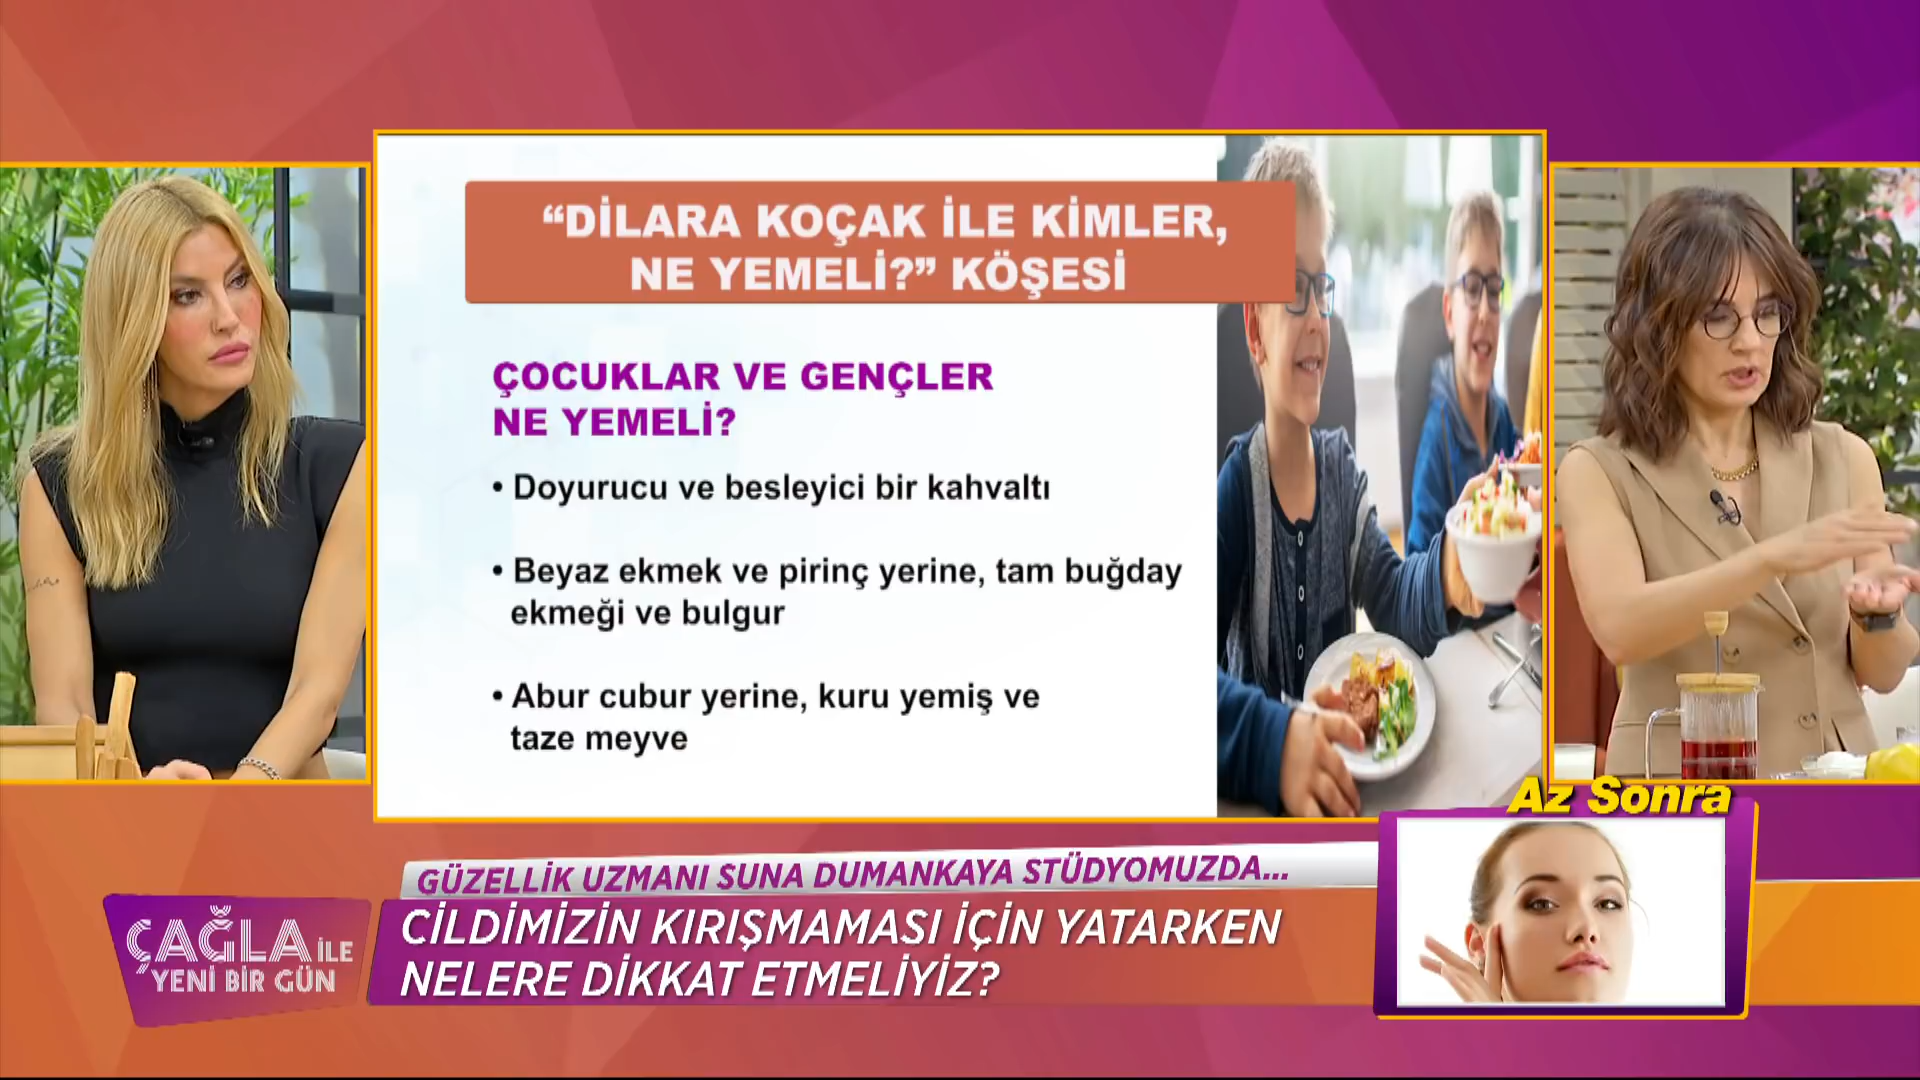 “DİLARA KOÇAK İLE KİMLER,
NE YEMELİ?” KÖŞESİ
ÇOCUKLAR VE GENÇLER
NE YEMELİ?
• Doyurucu ve besleyici bir kahvaltı
• Beyaz ekmek ve pirinç yerine, tam buğday
ekmeği ve bulgur
• Abur cubur yerine, kuru yemiş ve
taze meyve
Az Sonra
GÜZELLİK UZMANI SUNA DUMANKAYA STÜDYOMUZDA...
CİLDİMİZİN KIRIŞMAMASI İÇİN YATARKEN
NELERE DİKKAT ETMELİYİZ?
ÇAĞLA İLE
YENİ BİR GÜN